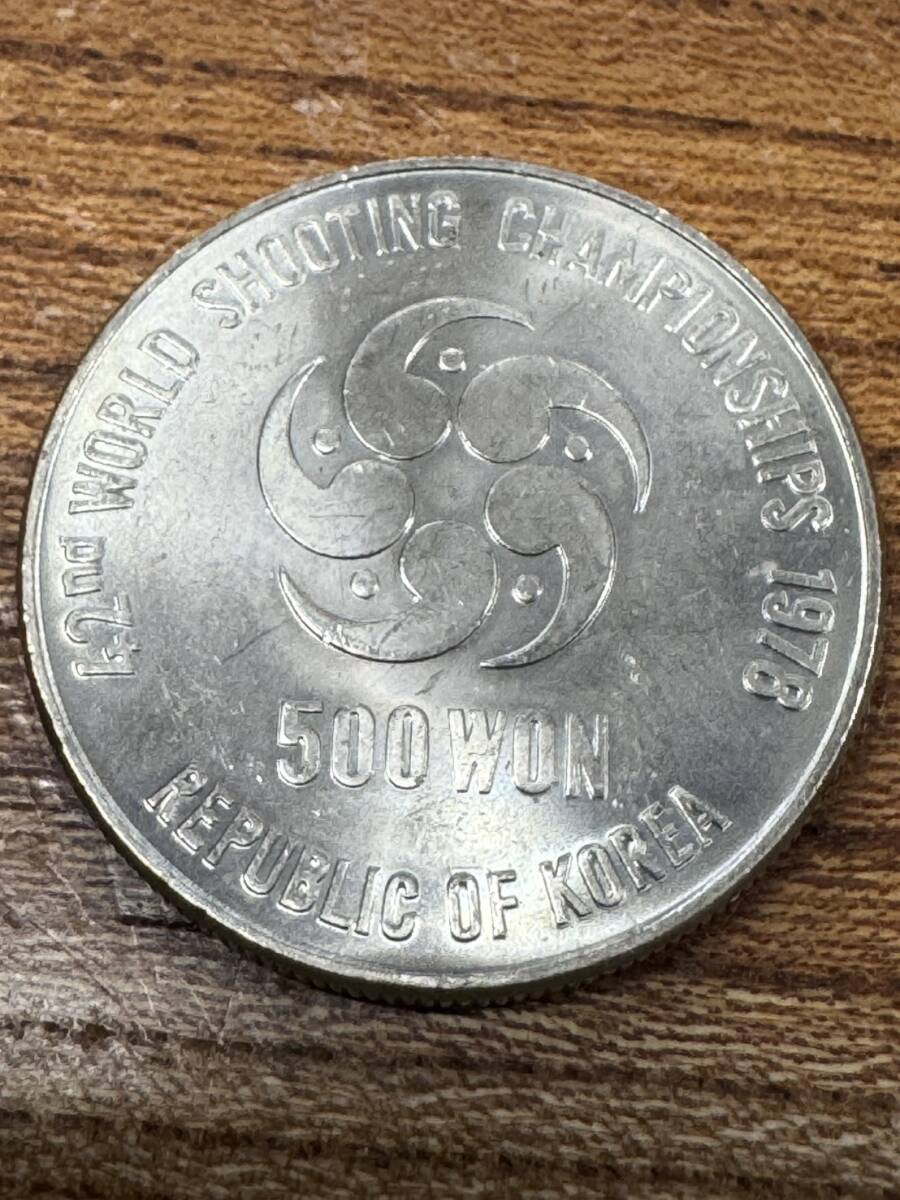 42nd WORLD SHOOTING CHAMPIONSHIPS 1978
500 WON
REPUBLIC OF KOREA